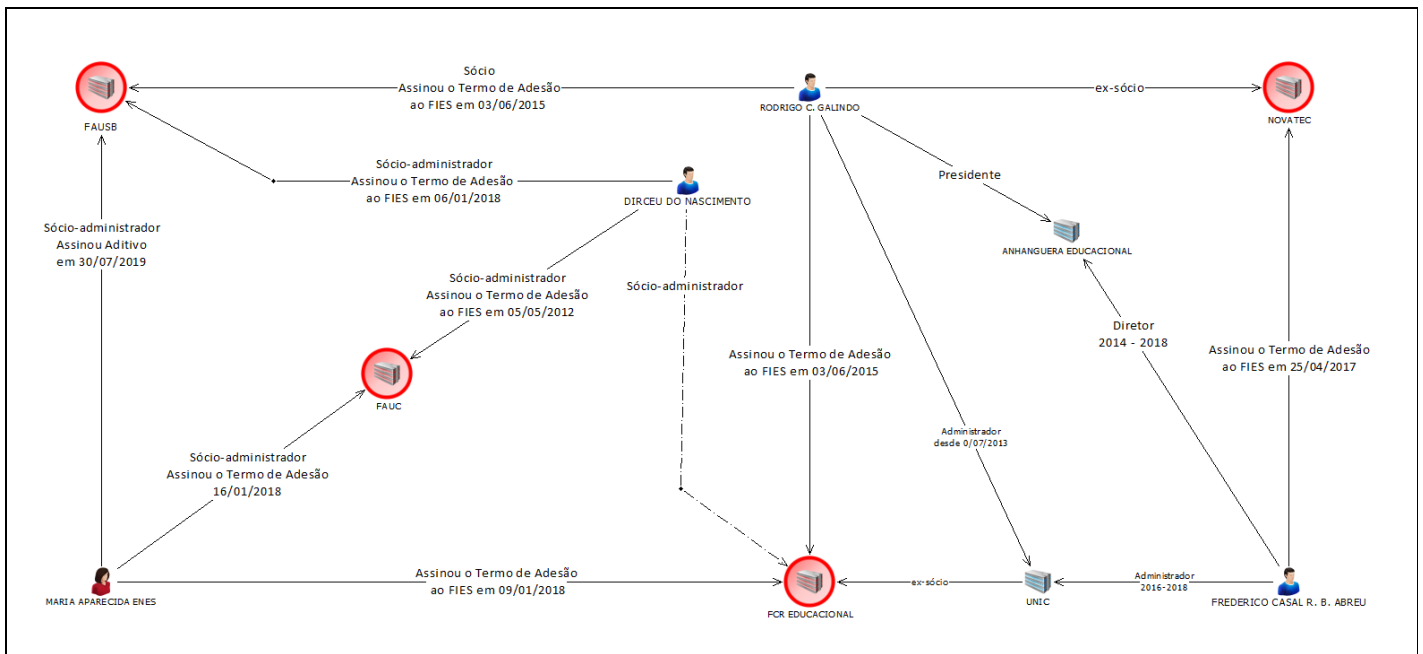 Sócio
Assinou o Termo de Adesão
ao FIES em 03/06/2015
ex-sócio
FAUSB
RODRIGO C. GALINDO
NOVATEC
Sócio-administrador
Assinou o Termo de Adesão
ao FIES em 06/01/2018
DIRCEU DO NASCIMENTO
Presidente
Sócio-administrador
Assinou Aditivo
em 30/07/2019
ANHANGUERA EDUCACIONAL
Sócio-administrador
Assinou o Termo de Adesão
ao FIES em 05/05/2012
Sócio-administrador
Diretor
2014 - 2018
Assinou o Termo de Adesão
ao FIES em 03/06/2015
Assinou o Termo de Adesão
ao FIES em 25/04/2017
FAUC
Administrador
desde 0/07/2013
Sócio-administrador
Assinou o Termo de Adesão
16/01/2018
Assinou o Termo de Adesão
ao FIES em 09/01/2018
ex-sócio
Administrador
2016-2018
MARIA APARECIDA ENES
FCR EDUCACIONAL
UNIC
FREDERICO CASAL R. B. ABREU